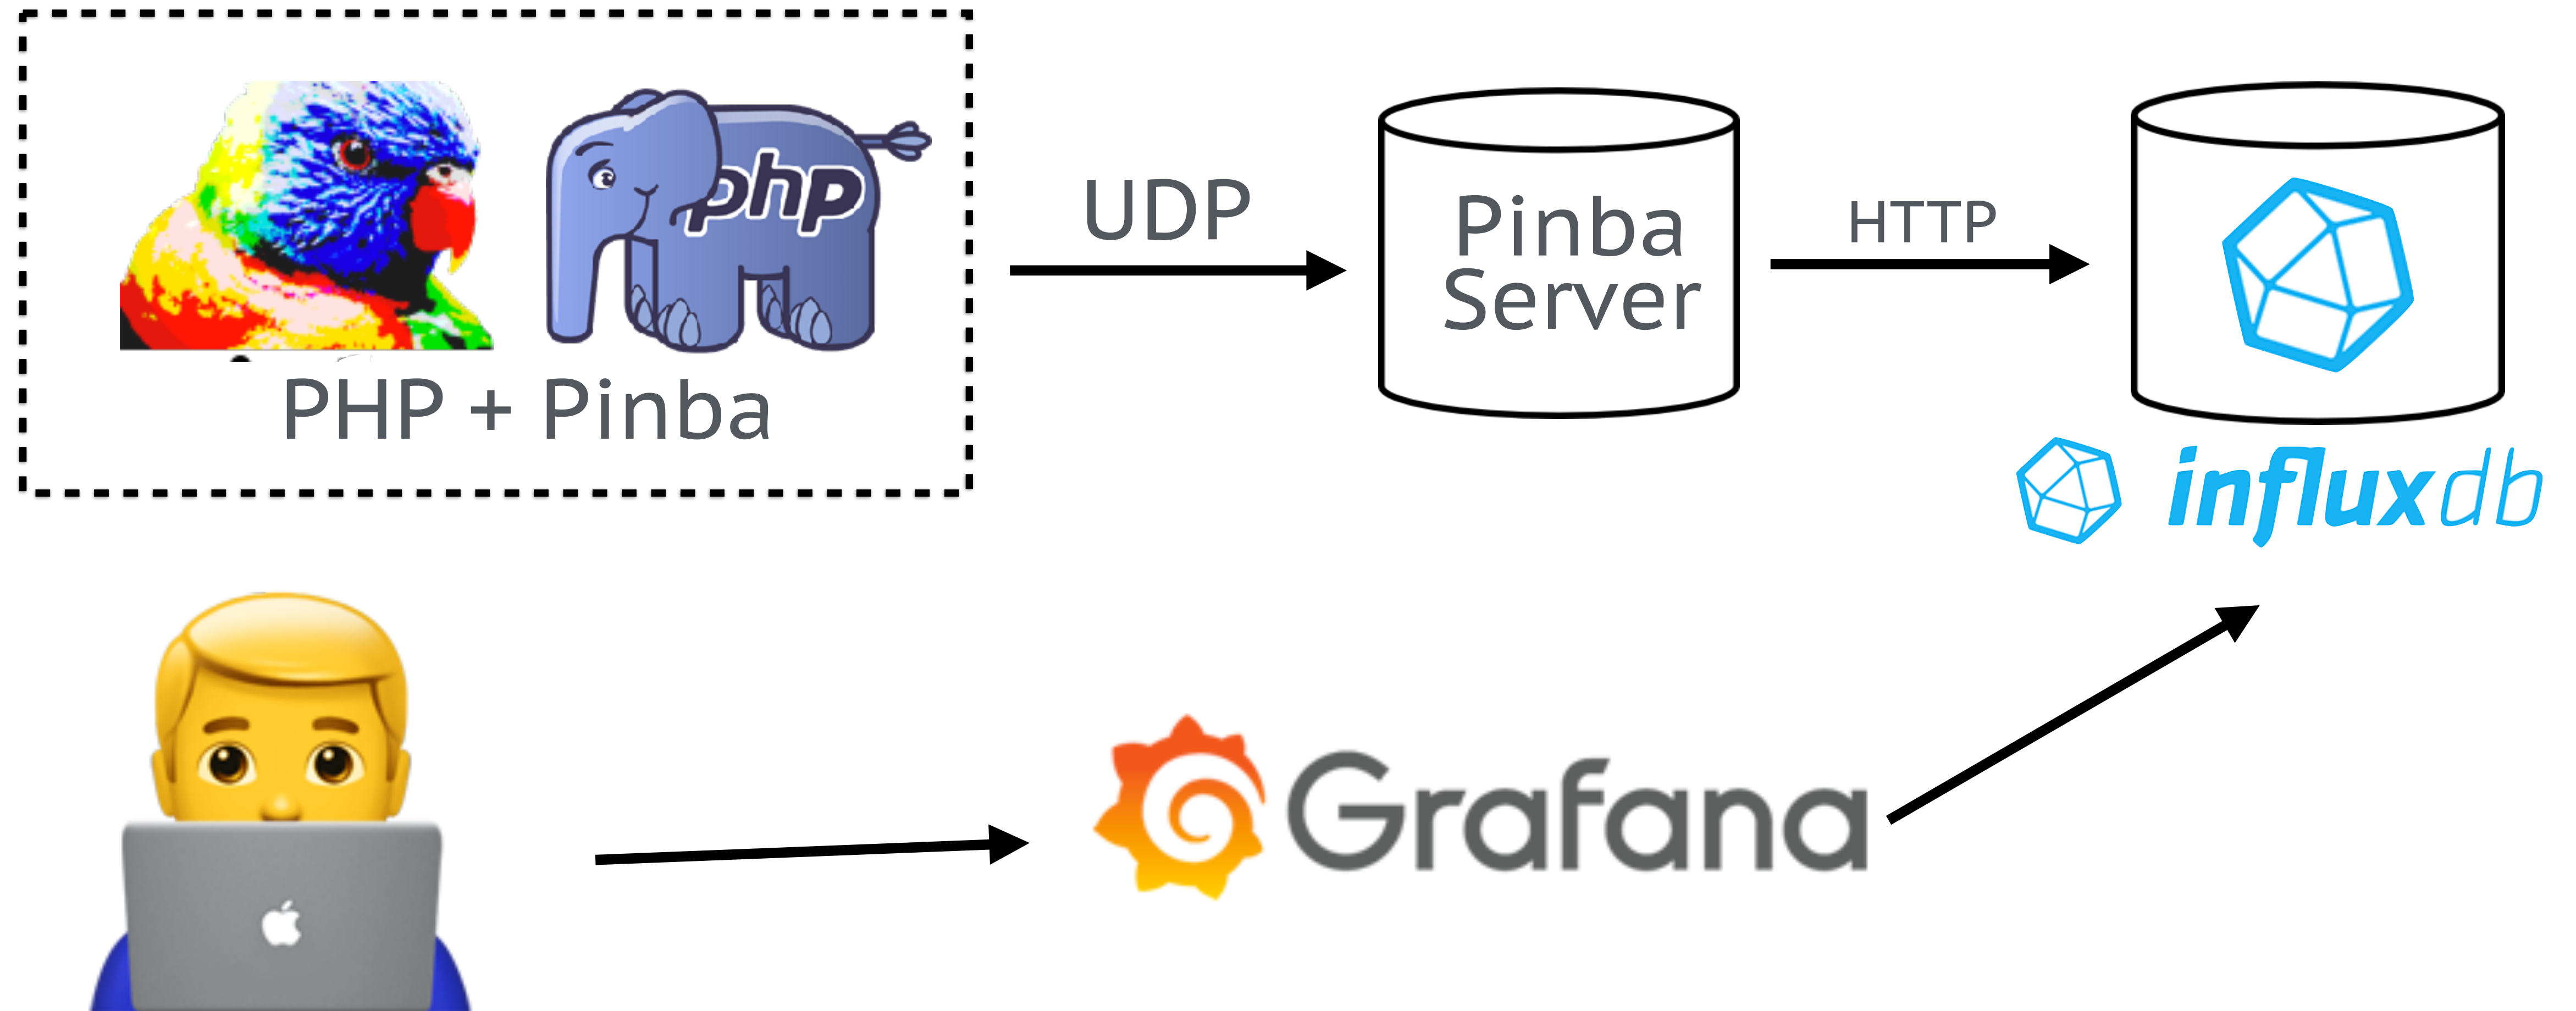 php
PHP + Pinba
UDP
Pinba
Server
HTTP
influxdb
Grafana